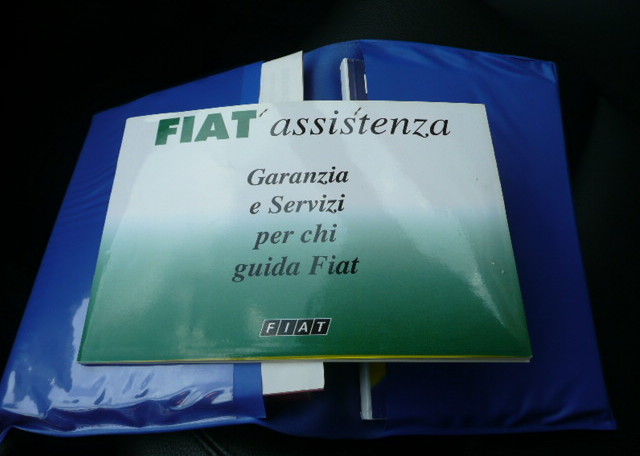 FIAT assistenza
Garanzia
e Servizi
per chi
guida Fiat
FIAT